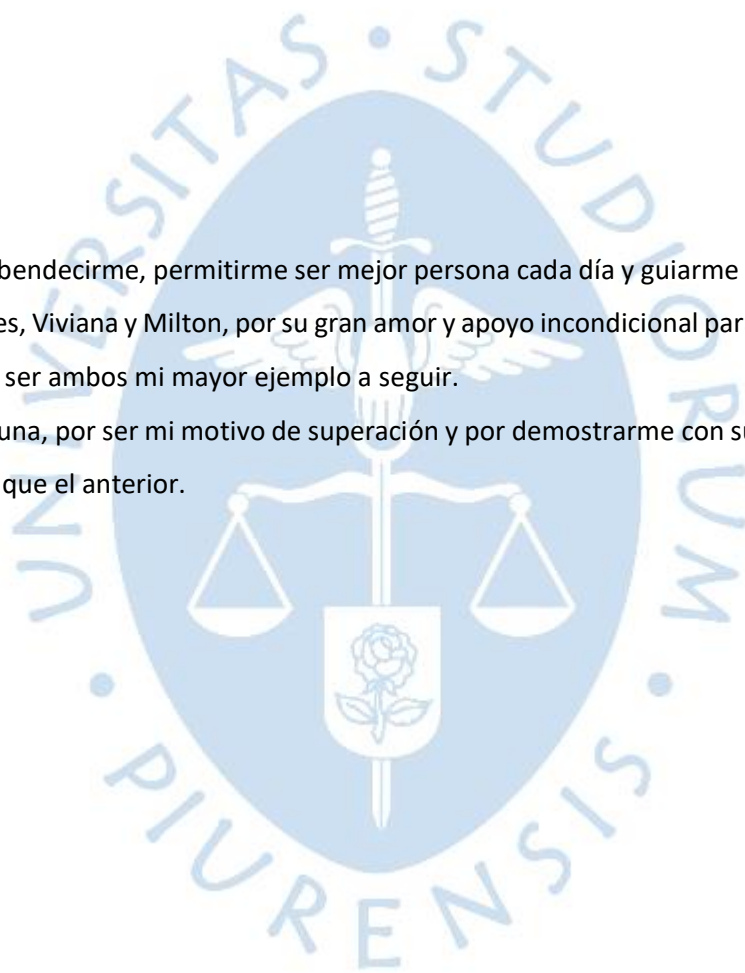 UNIVERSITAS • STUDIORUM • PIURENSIS •
bendecirme, permitirme ser mejor persona cada día y guiarme
es, Viviana y Milton, por su gran amor y apoyo incondicional par
ser ambos mi mayor ejemplo a seguir.
una, por ser mi motivo de superación y por demostrarme con su
que el anterior.